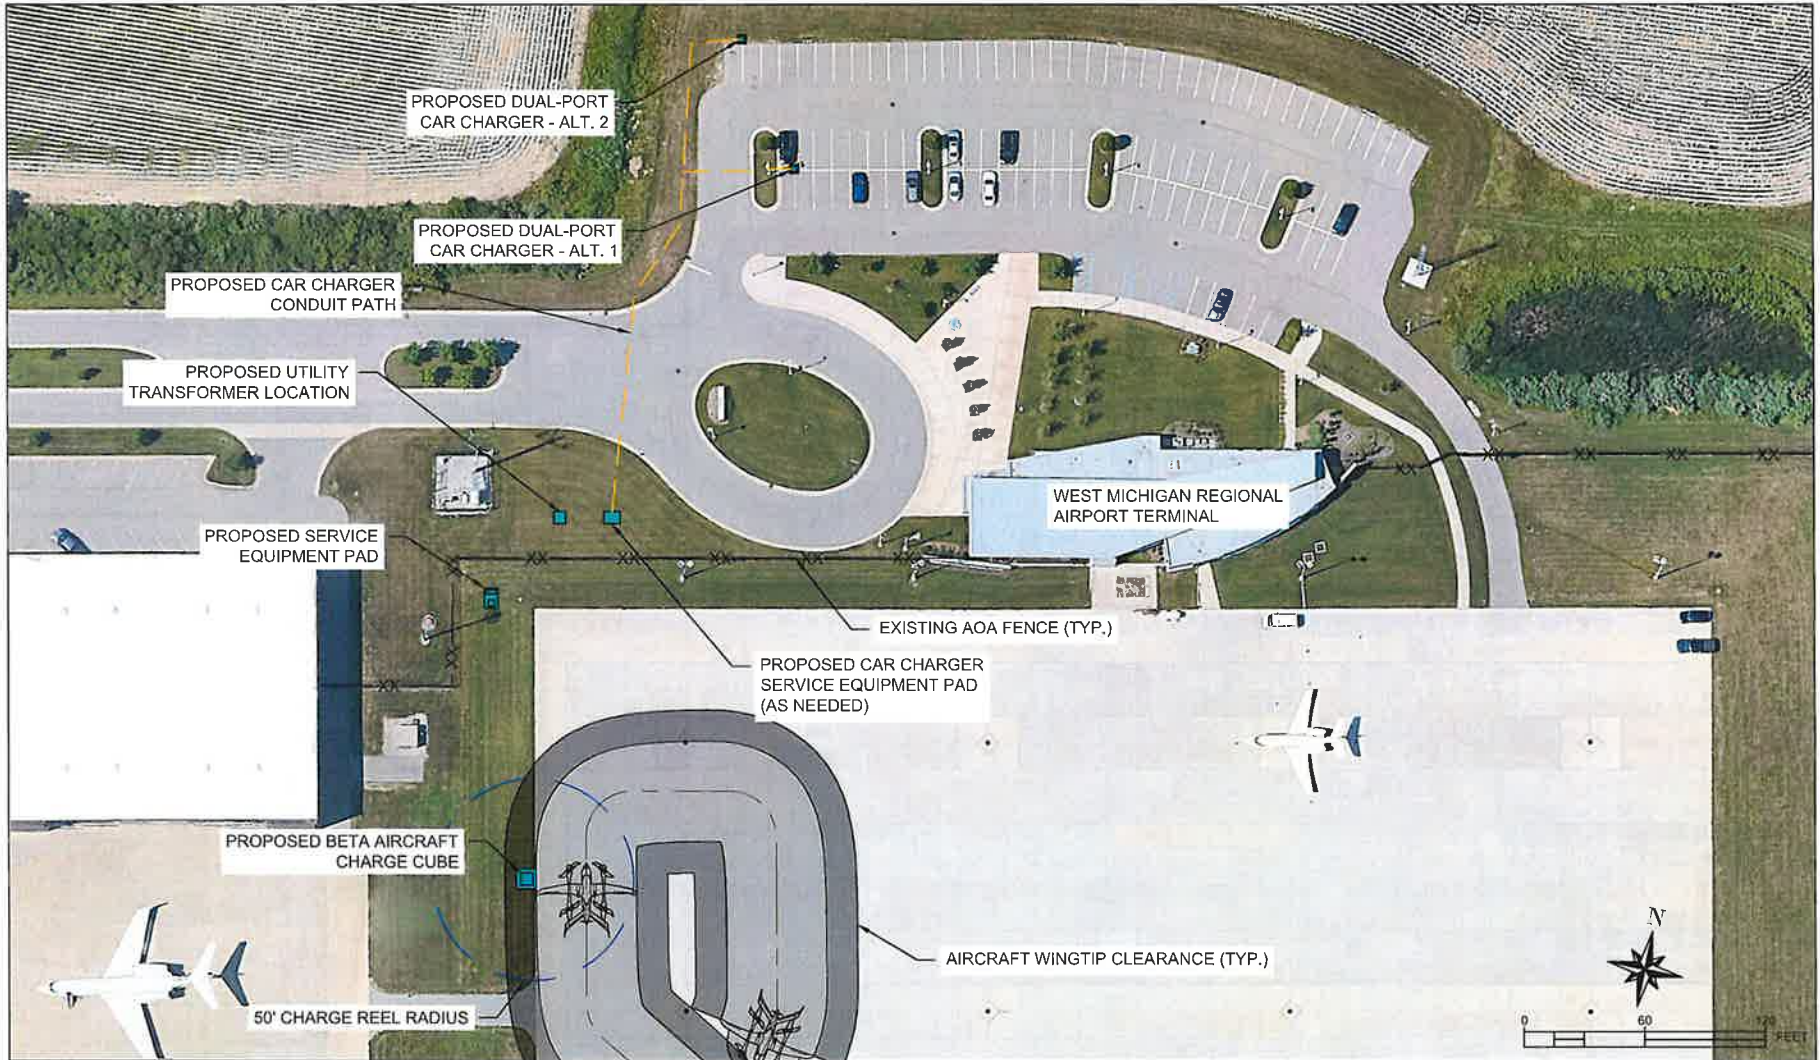 PROPOSED DUAL-PORT
CAR CHARGER - ALT. 2
PROPOSED DUAL-PORT
CAR CHARGER - ALT. 1
PROPOSED CAR CHARGER
CONDUIT PATH
PROPOSED UTILITY
TRANSFORMER LOCATION
WEST MICHIGAN REGIONAL
AIRPORT TERMINAL
PROPOSED SERVICE
EQUIPMENT PAD
EXISTING AOA FENCE (TYP.)
PROPOSED CAR CHARGER
SERVICE EQUIPMENT PAD
(AS NEEDED)
PROPOSED BETA AIRCRAFT
CHARGE CUBE
AIRCRAFT WINGTIP CLEARANCE (TYP.)
50' CHARGE REEL RADIUS
N
0 60 120
FEET